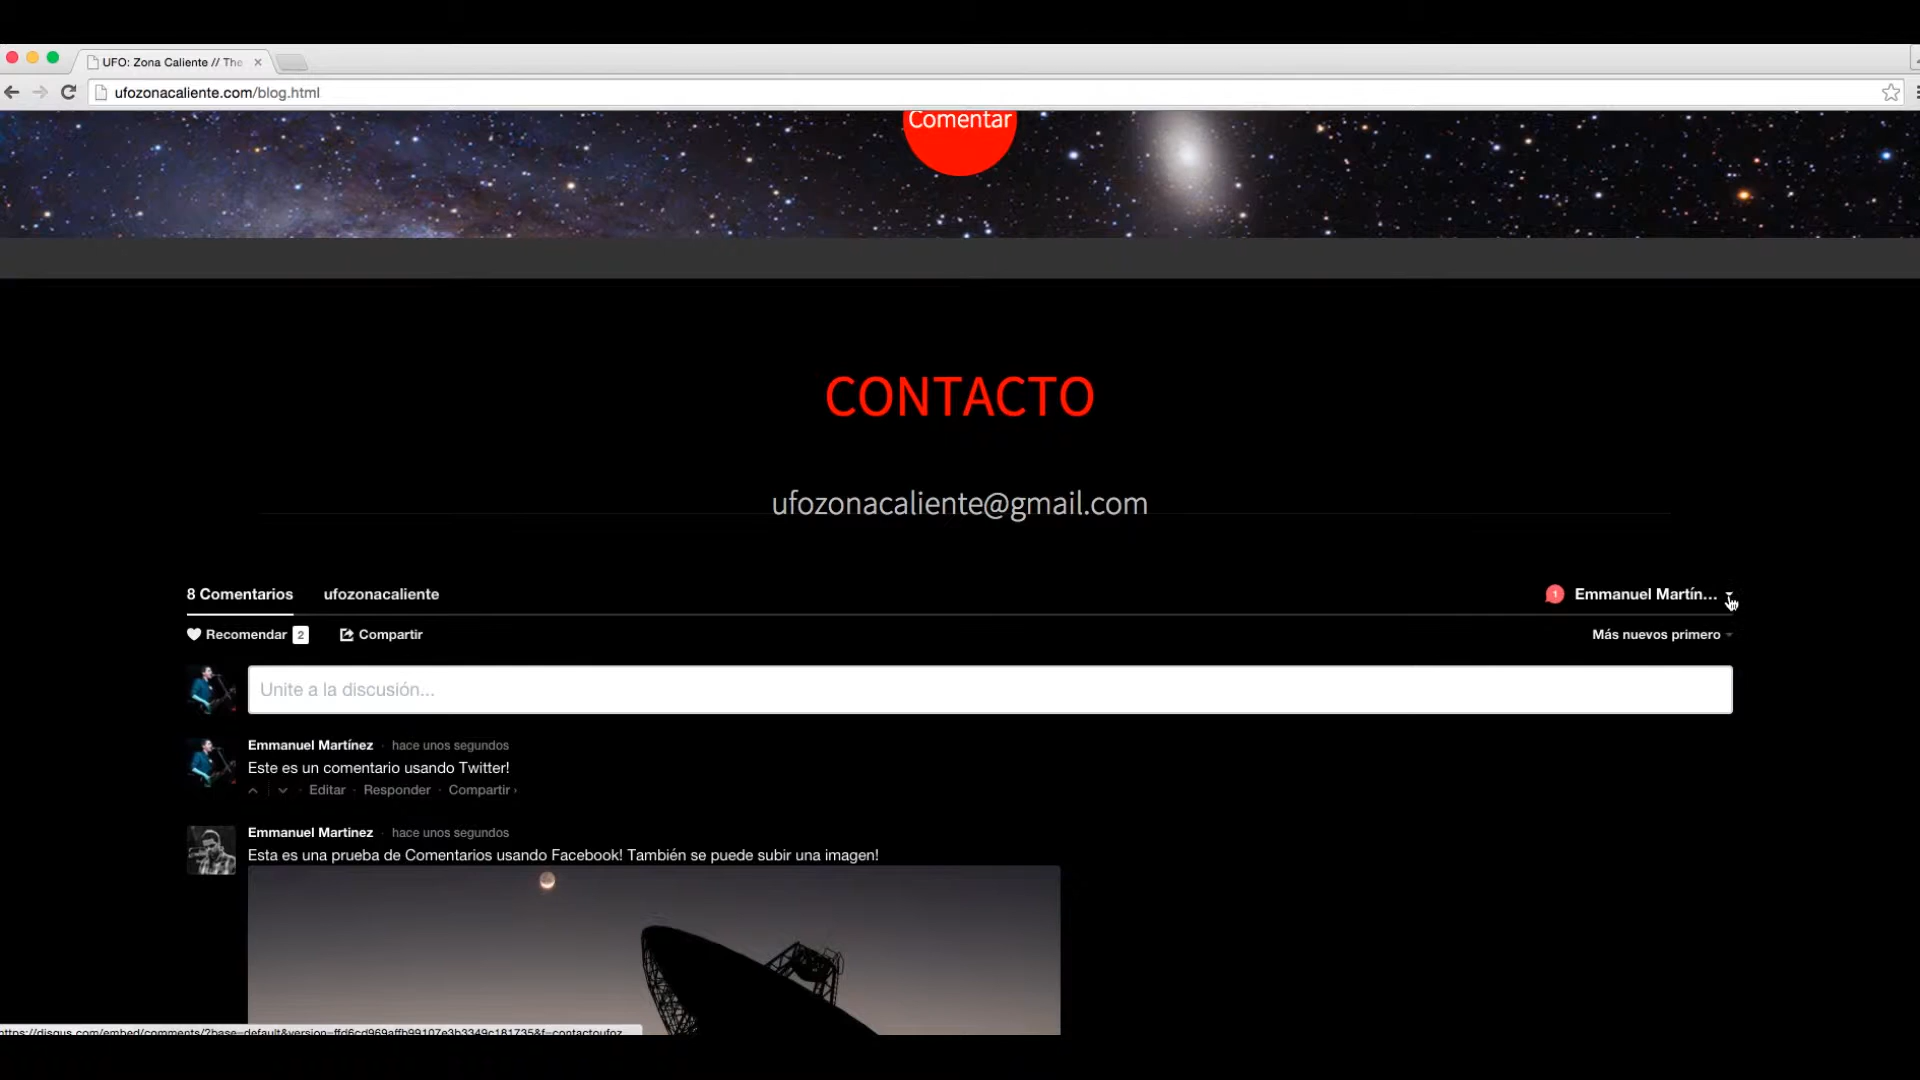 UFO: Zona Caliente // The
ufozonacaliente.com/blog.html
Comentar
CONTACTO
ufozonacaliente@gmail.com
8 Comentarios ufozonacaliente
1 Emmanuel Martín...
Recomendar 2 Compartir
Más nuevos primero
Unite a la discusión...
Emmanuel Martínez · hace unos segundos
Este es un comentario usando Twitter!
Editar · Responder · Compartir ›
Emmanuel Martinez · hace unos segundos
Esta es una prueba de Comentarios usando Facebook! También se puede subir una imagen!